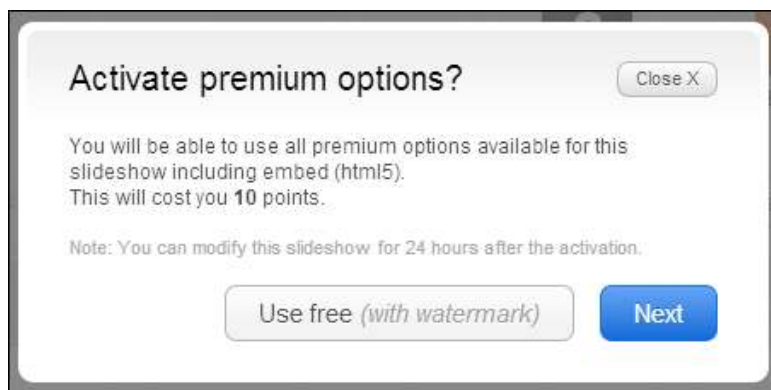 Activate premium options?
Close X
You will be able to use all premium options available for this
slideshow including embed (html5).
This will cost you 10 points.
Note: You can modify this slideshow for 24 hours after the activation.
Use free (with watermark)
Next